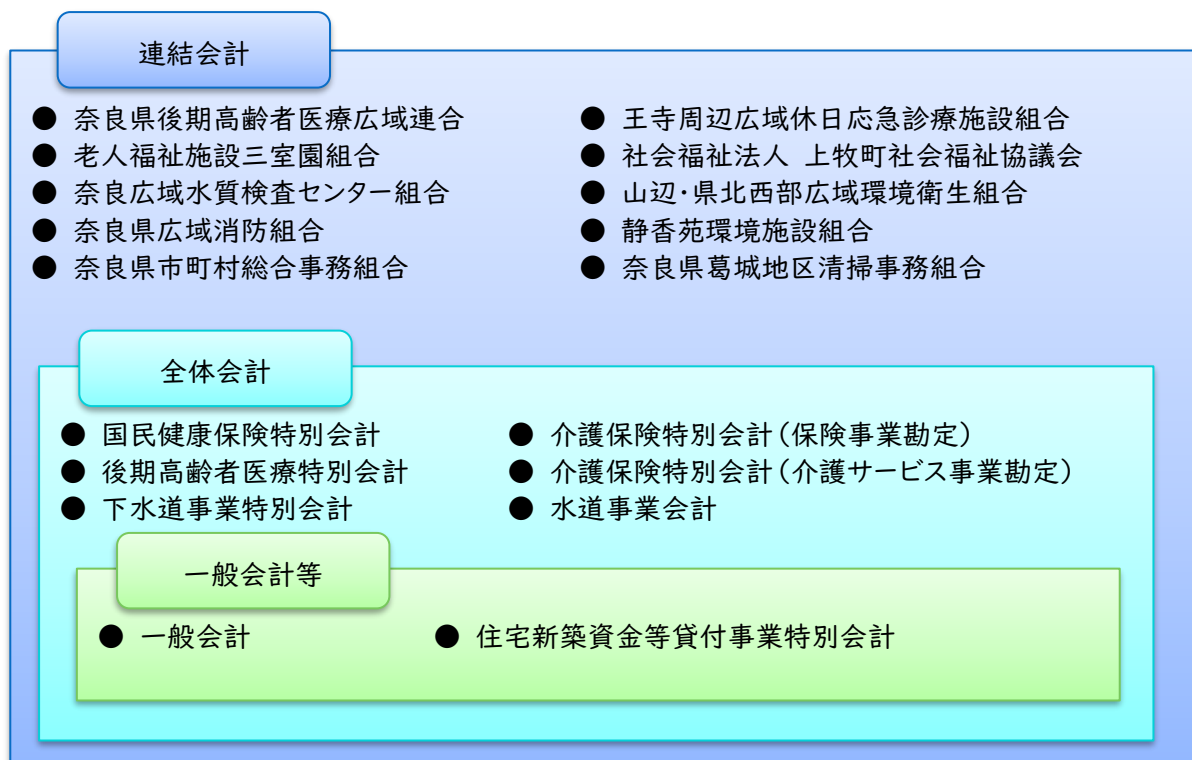 連結会計
● 奈良県後期高齢者医療広域連合
● 王寺周辺広域休日応急診療施設組合
● 老人福祉施設三室園組合
● 社会福祉法人 上牧町社会福祉協議会
● 奈良広域水質検査センター組合
● 山辺・県北西部広域環境衛生組合
● 奈良県広域消防組合
● 静香苑環境施設組合
● 奈良県市町村総合事務組合
● 奈良県葛城地区清掃事務組合
全体会計
● 国民健康保険特別会計
● 介護保険特別会計（保険事業勘定）
● 後期高齢者医療特別会計
● 介護保険特別会計（介護サービス事業勘定）
● 下水道事業特別会計
● 水道事業会計
一般会計等
● 一般会計
● 住宅新築資金等貸付事業特別会計